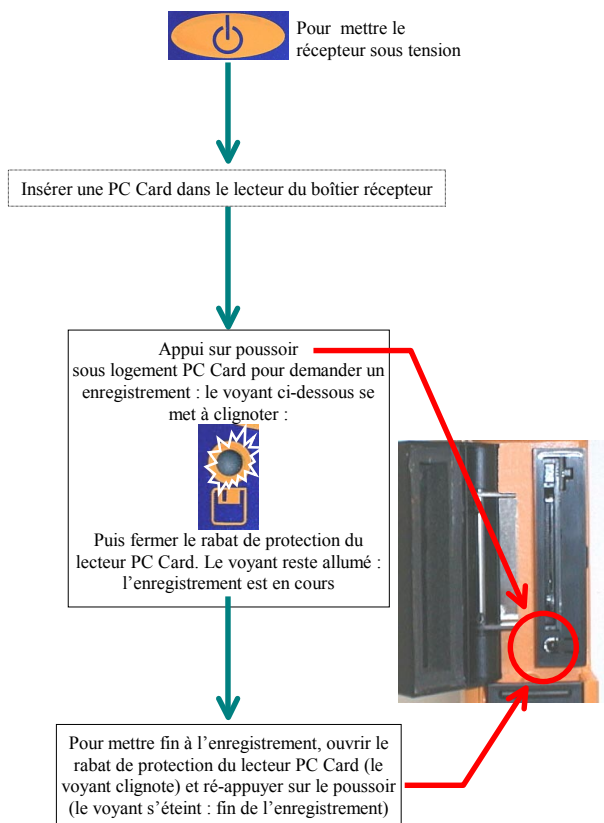 Pour mettre le
récepteur sous tension
Insérer une PC Card dans le lecteur du boîtier récepteur
Appui sur poussoir
sous logement PC Card pour demander un
enregistrement : le voyant ci-dessous se
met à clignoter :
Puis fermer le rabat de protection du
lecteur PC Card. Le voyant reste allumé :
l’enregistrement est en cours
Pour mettre fin à l’enregistrement, ouvrir le
rabat de protection du lecteur PC Card (le
voyant clignote) et ré-appuyer sur le poussoir
(le voyant s’éteint : fin de l’enregistrement)